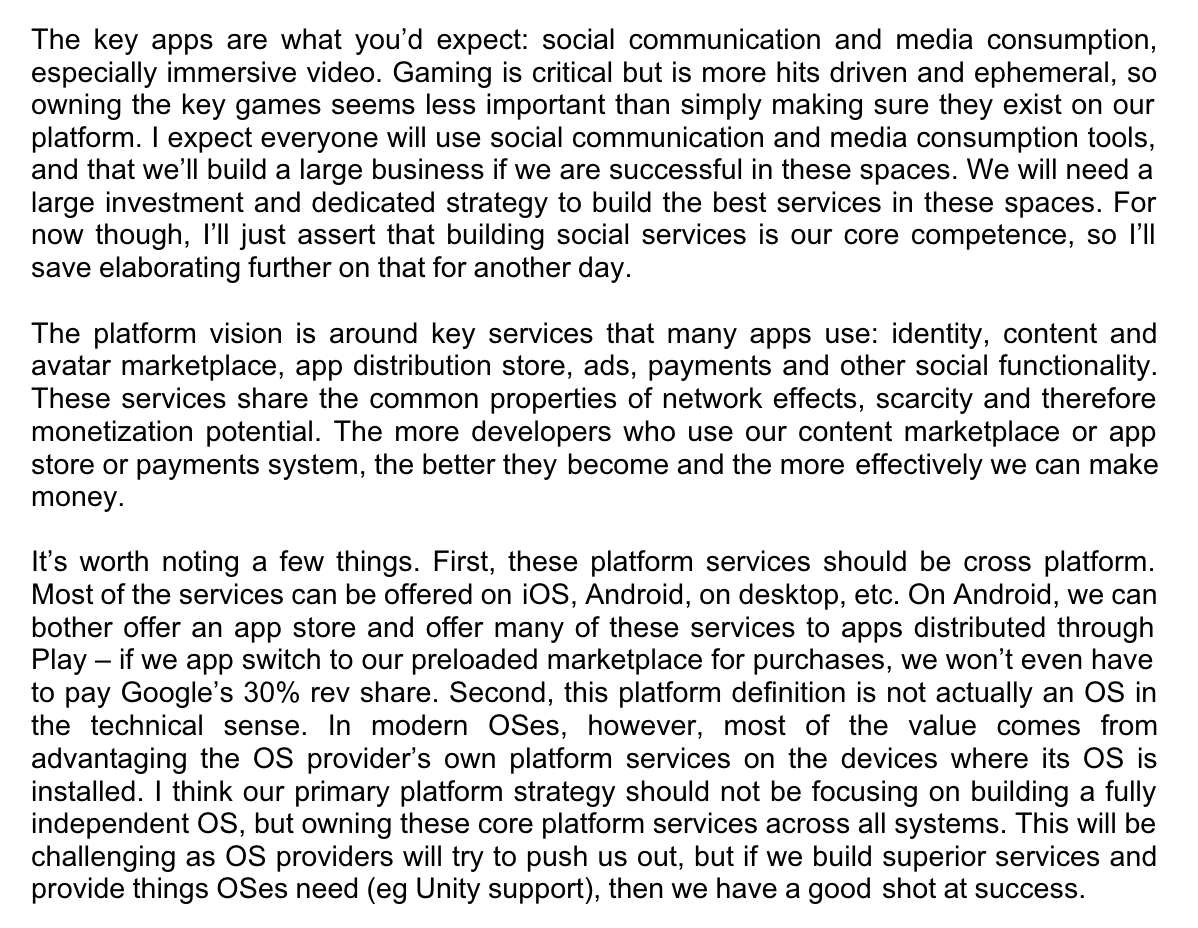 The key apps are what you’d expect: social communication and media consumption,
especially immersive video. Gaming is critical but is more hits driven and ephemeral, so
owning the key games seems less important than simply making sure they exist on our
platform. I expect everyone will use social communication and media consumption tools,
and that we’ll build a large business if we are successful in these spaces. We will need a
large investment and dedicated strategy to build the best services in these spaces. For
now though, I’ll just assert that building social services is our core competence, so I’ll
save elaborating further on that for another day.

The platform vision is around key services that many apps use: identity, content and
avatar marketplace, app distribution store, ads, payments and other social functionality.
These services share the common properties of network effects, scarcity and therefore
monetization potential. The more developers who use our content marketplace or app
store or payments system, the better they become and the more effectively we can make
money.

It’s worth noting a few things. First, these platform services should be cross platform.
Most of the services can be offered on iOS, Android, on desktop, etc. On Android, we can
bother offer an app store and offer many of these services to apps distributed through
Play – if we app switch to our preloaded marketplace for purchases, we won’t even have
to pay Google’s 30% rev share. Second, this platform definition is not actually an OS in
the technical sense. In modern OSes, however, most of the value comes from
advantaging the OS provider’s own platform services on the devices where its OS is
installed. I think our primary platform strategy should not be focusing on building a fully
independent OS, but owning these core platform services across all systems. This will be
challenging as OS providers will try to push us out, but if we build superior services and
provide things OSes need (eg Unity support), then we have a good shot at success.